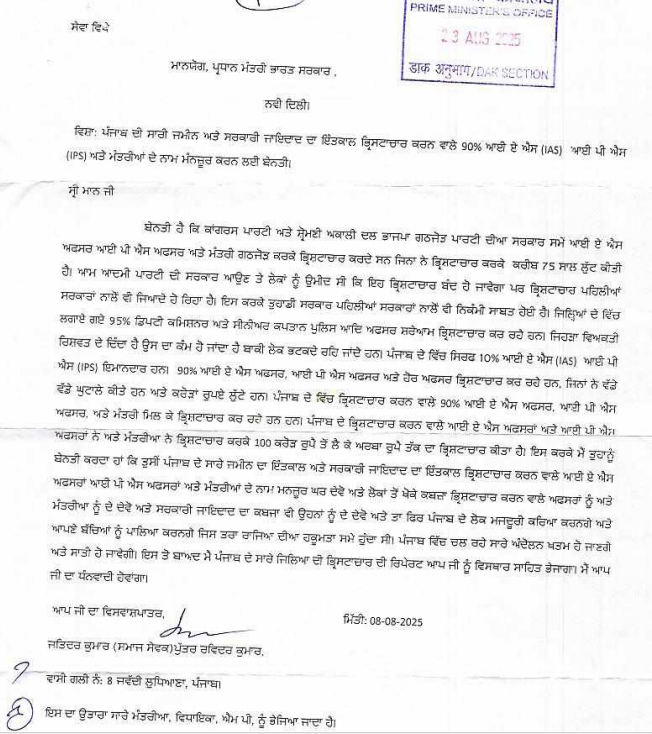 PRIME MINISTER'S OFFICE
23 AUG 2025
डाक अनुभाग/DAK SECTION
ਸੇਵਾ ਵਿਖੇ
ਮਾਨਯੋਗ, ਪ੍ਰਧਾਨ ਮੰਤਰੀ ਭਾਰਤ ਸਰਕਾਰ ,
ਨਵੀ ਦਿਲੀ।
ਵਿਸ਼ਾ: ਪੰਜਾਬ ਦੀ ਸਾਰੀ ਜਮੀਨ ਅਤੇ ਸਰਕਾਰੀ ਜਾਇਦਾਦ ਦਾ ਇੰਤਕਾਲ ਭ੍ਰਿਸਟਾਚਾਰ ਕਰਨ ਵਾਲੇ 90% ਆਈ ਏ ਐਸ (IAS) ਆਈ ਪੀ ਐਸ
(IPS) ਅਤੇ ਮੰਤਰੀਆਂ ਦੇ ਨਾਮ ਮੰਨਜ਼ੂਰ ਕਰਨ ਲਈ ਬੇਨਤੀ।
ਸ੍ਰੀ ਮਾਨ ਜੀ
ਬੇਨਤੀ ਹੈ ਕਿ ਕਾਂਗਰਸ ਪਾਰਟੀ ਅਤੇ ਸ਼੍ਰੋਮਣੀ ਅਕਾਲੀ ਦਲ ਭਾਜਪਾ ਗਠਜੋੜ ਪਾਰਟੀ ਦੀਆ ਸਰਕਾਰ ਸਮੇਂ ਆਈ ਏ ਐਸ
ਅਫਸਰ ਆਈ ਪੀ ਐਸ ਅਫਸਰ ਅਤੇ ਮੰਤਰੀ ਗਠਜੋੜ ਕਰਕੇ ਭ੍ਰਿਸ਼ਟਾਚਾਰ ਕਰਦੇ ਸਨ ਜਿਨਾ ਨੇ ਭ੍ਰਿਸ਼ਟਾਚਾਰ ਕਰਕੇ ਕਰੀਬ 75 ਸਾਲ ਲੁੱਟ ਕੀਤੀ
ਹੈ। ਆਮ ਆਦਮੀ ਪਾਰਟੀ ਦੀ ਸਰਕਾਰ ਆਉਣ ਤੇ ਲੋਕਾਂ ਨੂੰ ਉਮੀਦ ਸੀ ਕਿ ਇਹ ਭ੍ਰਿਸ਼ਟਾਚਾਰ ਬੰਦ ਹੋ ਜਾਵੇਗਾ ਪਰ ਭ੍ਰਿਸ਼ਟਾਚਾਰ ਪਹਿਲੀਆਂ
ਸਰਕਾਰਾਂ ਨਾਲੋਂ ਵੀ ਜਿਆਦੇ ਹੋ ਰਿਹਾ ਹੈ। ਇਸ ਕਰਕੇ ਤੁਹਾਡੀ ਸਰਕਾਰ ਪਹਿਲੀਆਂ ਸਰਕਾਰਾਂ ਨਾਲੋਂ ਵੀ ਨਿਕੰਮੀ ਸਾਬਤ ਹੋਈ ਹੈ। ਜਿਲ੍ਹਿਆਂ ਦੇ ਵਿੱਚ
ਲਗਾਏ ਗਏ 95% ਡਿਪਟੀ ਕਮਿਸ਼ਨਰ ਅਤੇ ਸੀਨੀਅਰ ਕਪਤਾਨ ਪੁਲਿਸ ਆਦਿ ਅਫਸਰ ਸ਼ਰੇਆਮ ਭ੍ਰਿਸ਼ਟਾਚਾਰ ਕਰ ਰਹੇ ਹਨ। ਜਿਹੜਾ ਵਿਅਕਤੀ
ਰਿਸ਼ਵਤ ਦੇ ਦਿੰਦਾ ਹੈ ਉਸ ਦਾ ਕੰਮ ਹੋ ਜਾਂਦਾ ਹੈ ਬਾਕੀ ਲੋਕ ਭਟਕਦੇ ਰਹਿ ਜਾਂਦੇ ਹਨ। ਪੰਜਾਬ ਦੇ ਵਿੱਚ ਸਿਰਫ 10% ਆਈ ਏ ਐਸ (IAS) ਆਈ ਪੀ
ਐਸ (IPS) ਇਮਾਨਦਾਰ ਹਨ। 90% ਆਈ ਏ ਐਸ ਅਫਸਰ, ਆਈ ਪੀ ਐਸ ਅਫਸਰ ਅਤੇ ਹੋਰ ਅਫਸਰ ਭ੍ਰਿਸ਼ਟਾਚਾਰ ਕਰ ਰਹੇ ਹਨ, ਜਿਨਾਂ ਨੇ ਵੱਡੇ
ਵੱਡੇ ਘੁਟਾਲੇ ਕੀਤੇ ਹਨ ਅਤੇ ਕਰੋੜਾਂ ਰੁਪਏ ਲੁੱਟੇ ਹਨ। ਪੰਜਾਬ ਦੇ ਵਿੱਚ ਭ੍ਰਿਸ਼ਟਾਚਾਰ ਕਰਨ ਵਾਲੇ 90% ਆਈ ਏ ਐਸ ਅਫਸਰ, ਆਈ ਪੀ ਐਸ
ਅਫਸਰ, ਅਤੇ ਮੰਤਰੀ ਮਿਲ ਕੇ ਭ੍ਰਿਸ਼ਟਾਚਾਰ ਕਰ ਰਹੇ ਹਨ ਹਨ। ਪੰਜਾਬ ਦੇ ਭ੍ਰਿਸ਼ਟਾਚਾਰ ਕਰਨ ਵਾਲੇ ਆਈ ਏ ਐਸ ਅਫਸਰਾਂ ਅਤੇ ਆਈ ਪੀ ਐਸ
ਅਫਸਰਾਂ ਨੇ ਅਤੇ ਮੰਤਰੀਆ ਨੇ ਭ੍ਰਿਸ਼ਟਾਚਾਰ ਕਰਕੇ 100 ਕਰੋੜ ਰੁਪੈ ਤੋਂ ਲੈ ਕੇ ਅਰਬਾ ਰੁਪੈ ਤੱਕ ਦਾ ਭ੍ਰਿਸ਼ਟਾਚਾਰ ਕੀਤਾ ਹੈ। ਇਸ ਕਰਕੇ ਮੈਂ ਤੁਹਾਨੂੰ
ਬੇਨਤੀ ਕਰਦਾ ਹਾਂ ਕਿ ਤੁਸੀਂ ਪੰਜਾਬ ਦੇ ਸਾਰੇ ਜਮੀਨ ਦਾ ਇੰਤਕਾਲ ਅਤੇ ਸਰਕਾਰੀ ਜਾਇਦਾਦ ਦਾ ਇੰਤਕਾਲ ਭ੍ਰਿਸ਼ਟਾਚਾਰ ਕਰਨ ਵਾਲੇ ਆਈ ਏ ਐਸ
ਅਫਸਰਾਂ ਆਈ ਪੀ ਐਸ ਅਫਸਰਾਂ ਅਤੇ ਮੰਤਰੀਆਂ ਦੇ ਨਾਮ ਮਨਜ਼ੂਰ ਘਰ ਦੇਵੋ ਅਤੇ ਲੋਕਾਂ ਤੋਂ ਖੋਕੇ ਕਬਜ਼ਾ ਭ੍ਰਿਸ਼ਟਾਚਾਰ ਕਰਨ ਵਾਲੇ ਅਫਸਰਾਂ ਨੂੰ ਅਤੇ
ਮੰਤਰੀਆ ਨੂੰ ਦੇ ਦੇਵੋ ਅਤੇ ਸਰਕਾਰੀ ਜਾਇਦਾਦ ਦਾ ਕਬਜਾ ਵੀ ਉਹਨਾਂ ਨੂੰ ਦੇ ਦੇਵੋ ਅਤੇ ਤਾ ਫਿਰ ਪੰਜਾਬ ਦੇ ਲੋਕ ਮਜਦੂਰੀ ਕਰਿਆ ਕਰਨਗੇ ਅਤੇ
ਆਪਣੇ ਬੱਚਿਆਂ ਨੂੰ ਪਾਲਿਆ ਕਰਨਗੇ ਜਿਸ ਤਰਾ ਰਾਜਿਆ ਦੀਆ ਹਕੂਮਤਾ ਸਮੇ ਹੁੰਦਾ ਸੀ। ਪੰਜਾਬ ਵਿੱਚ ਚਲ ਰਹੇ ਸਾਰੇ ਅੰਦੋਲਨ ਖਤਮ ਹੋ ਜਾਣਗੇ
ਅਤੇ ਸਾਤੀ ਹੋ ਜਾਵੇਗੀ। ਇਸ ਤੋ ਬਾਅਦ ਮੈ ਪੰਜਾਬ ਦੇ ਸਾਰੇ ਜਿਲਿਆ ਦੀ ਭ੍ਰਿਸਟਾਚਾਰ ਦੀ ਰਿਪੋਰਟ ਆਪ ਜੀ ਨੂੰ ਵਿਸਥਾਰ ਸਾਹਿਤ ਭੇਜਾਗਾ। ਮੈਂ ਆਪ
ਜੀ ਦਾ ਧੰਨਵਾਦੀ ਹੋਵਾਂਗਾ।
ਆਪ ਜੀ ਦਾ ਵਿਸਵਾਸ਼ਪਾਤਰ, ਮਿੱਤੀ: 08-08-2025
ਜਤਿੰਦਰ ਕੁਮਾਰ (ਸਮਾਜ ਸੇਵਕ)ਪੁੱਤਰ ਰਵਿੰਦਰ ਕੁਮਾਰ,
ਵਾਸੀ ਗਲੀ ਨੰ: 8 ਜਵੱਦੀ ਲੁਧਿਆਣਾ, ਪੰਜਾਬ।
ਇਸ ਦਾ ਉਤਾਰਾ ਸਾਰੇ ਮੰਤਰੀਆ, ਵਿਧਾਇਕਾ, ਐਮ ਪੀ, ਨੂੰ ਭੇਜਿਆ ਜਾਂਦਾ ਹੈ।